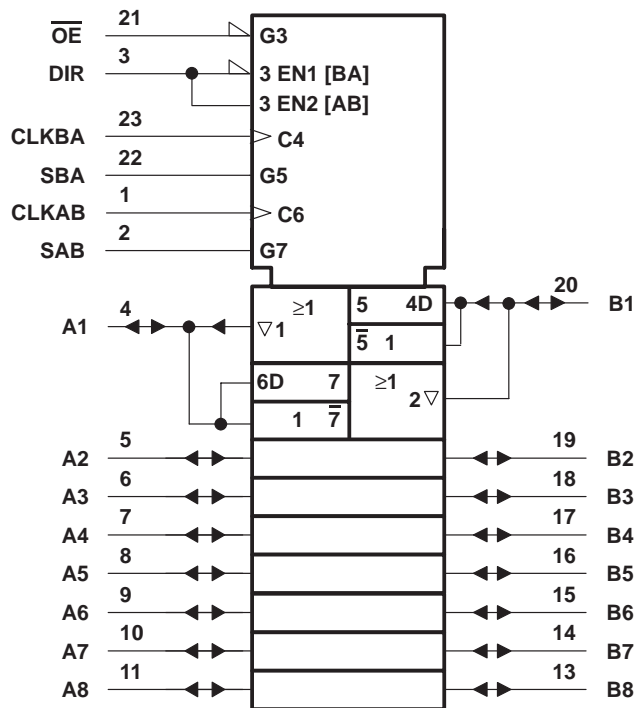 OE 21 G3
DIR 3 3 EN1 [BA]
3 EN2 [AB]
CLKBA 23 C4
SBA 22 G5
CLKAB 1 C6
SAB 2 G7
A1 4 ▽1 ≥1 5 4D 20 B1
5̅ 1
6D 7 ≥1
2▽
1 7̅
A2 5 19 B2
A3 6 18 B3
A4 7 17 B4
A5 8 16 B5
A6 9 15 B6
A7 10 14 B7
A8 11 13 B8